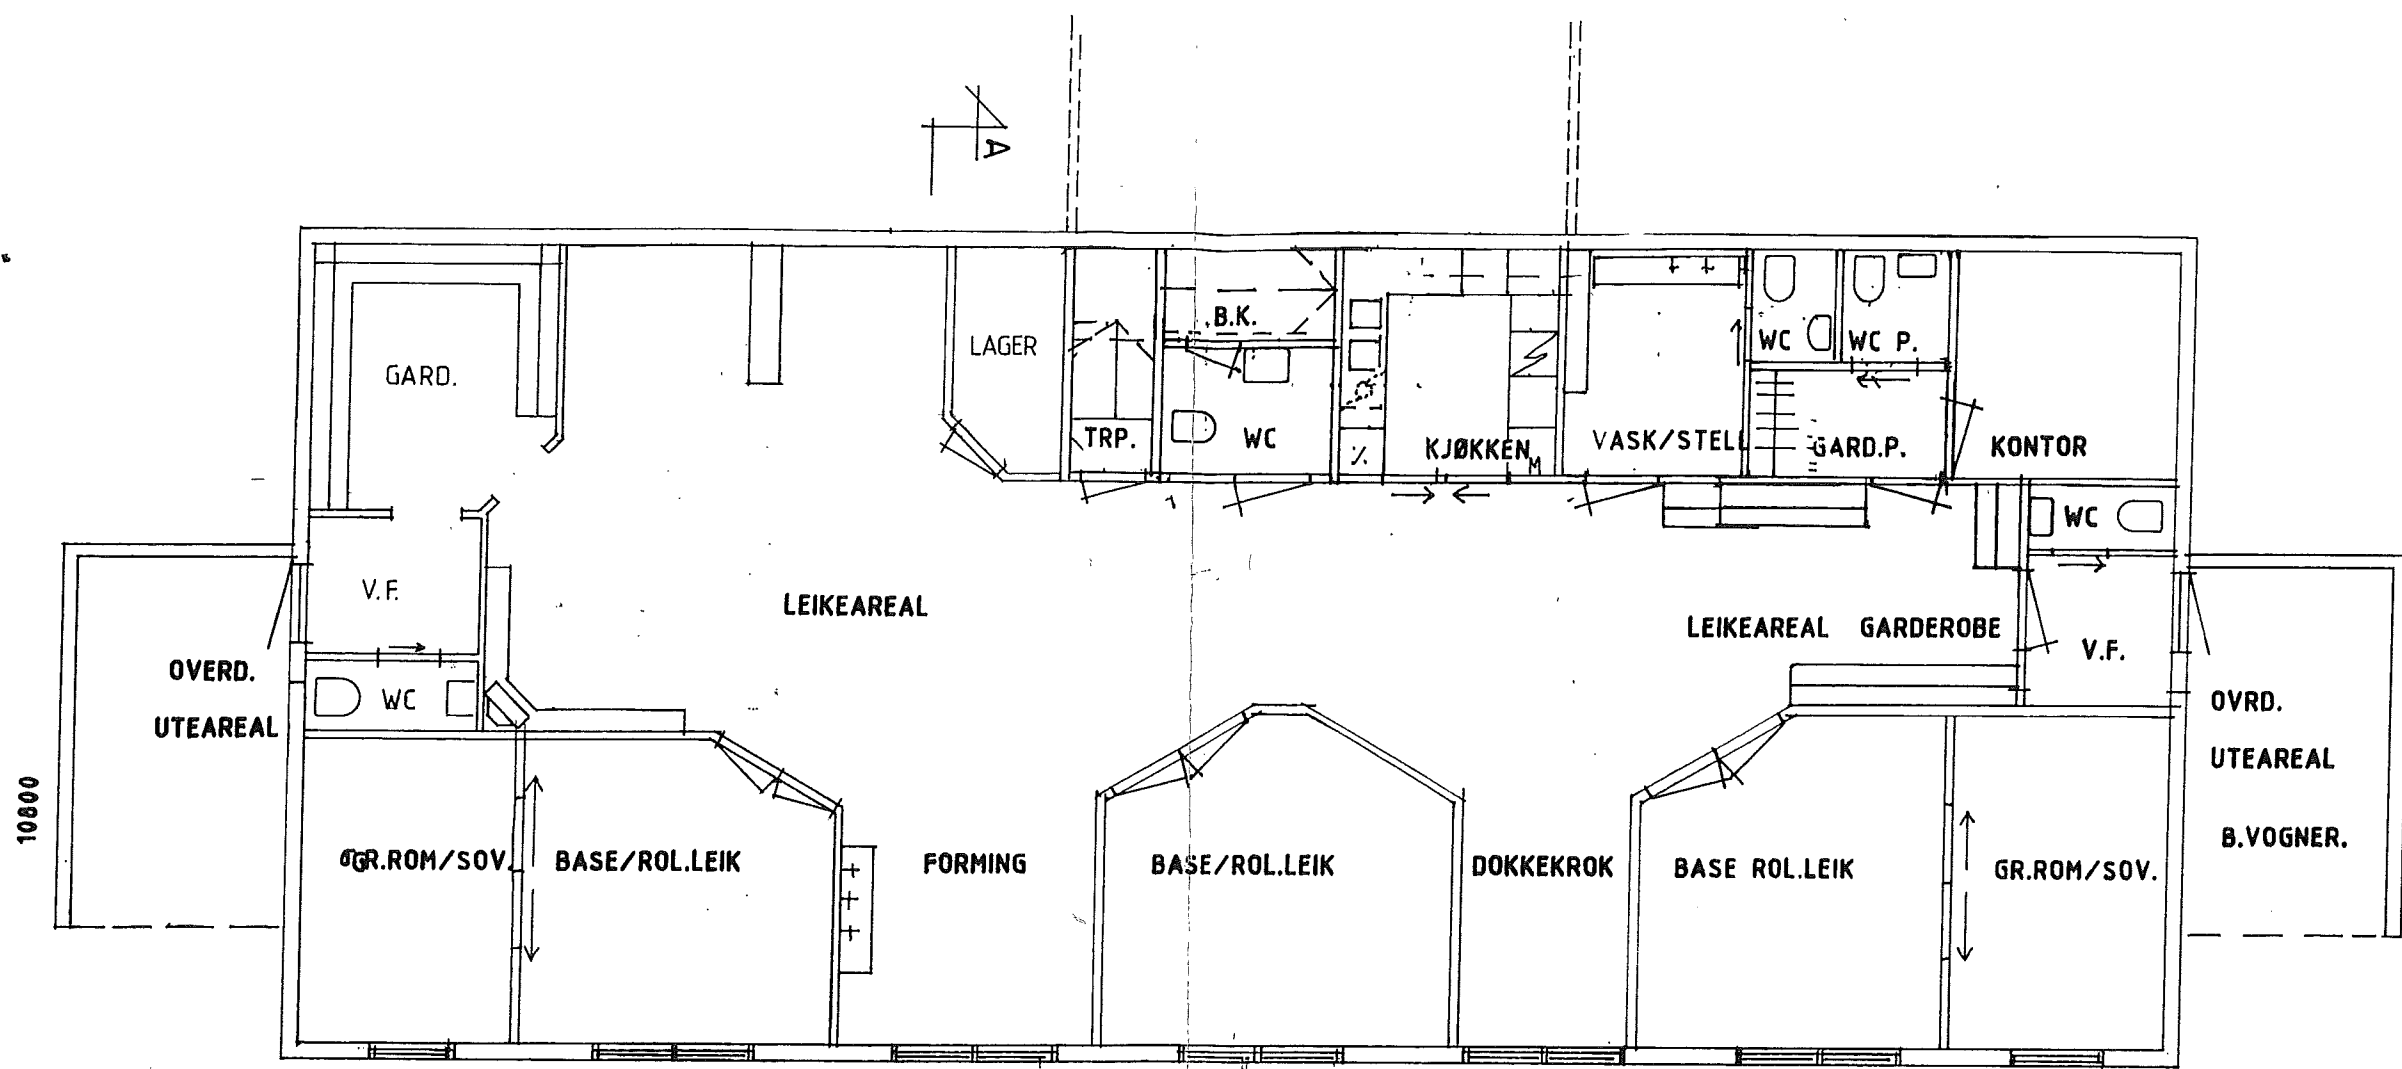 A
B.K.
LAGER
WC
WC P.
GARD.
TRP.
WC
KJØKKEN
M
VASK/STELL
GARD.P.
KONTOR
WC
V.F.
LEIKEAREAL
LEIKEAREAL GARDEROBE
V.F.
OVERD.
UTEAREAL
WC
OVRD.
UTEAREAL
B.VOGNER.
10800
GR.ROM/SOV.
BASE/ROL.LEIK
FORMING
BASE/ROL.LEIK
DOKKEKROK
BASE ROL.LEIK
GR.ROM/SOV.